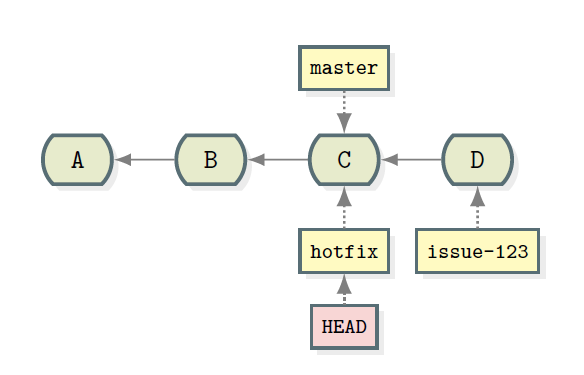 master
A B C D
hotfix issue-123
HEAD